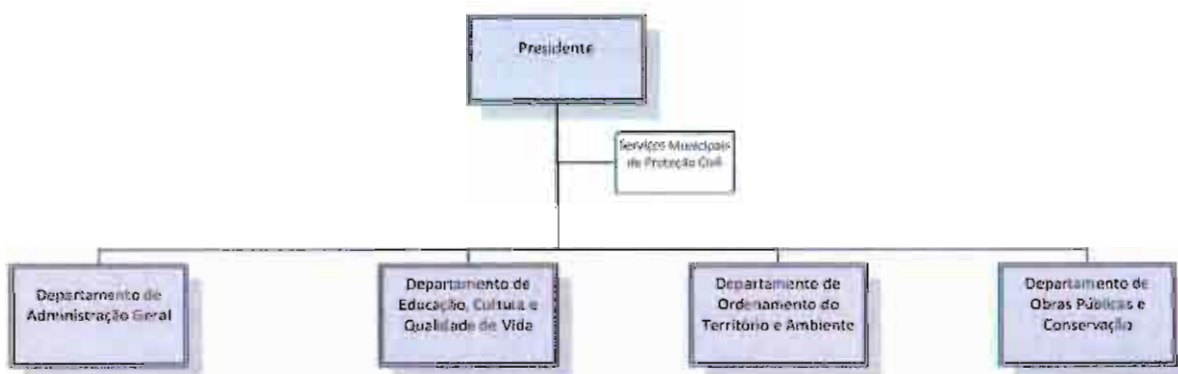 Presidente
Serviços Municipais
de Proteção Civil
Departamento de
Administração Geral
Departamento de
Educação, Cultura e
Qualidade de Vida
Departamento de
Ordenamento do
Território e Ambiente
Departamento de
Obras Públicas e
Conservação